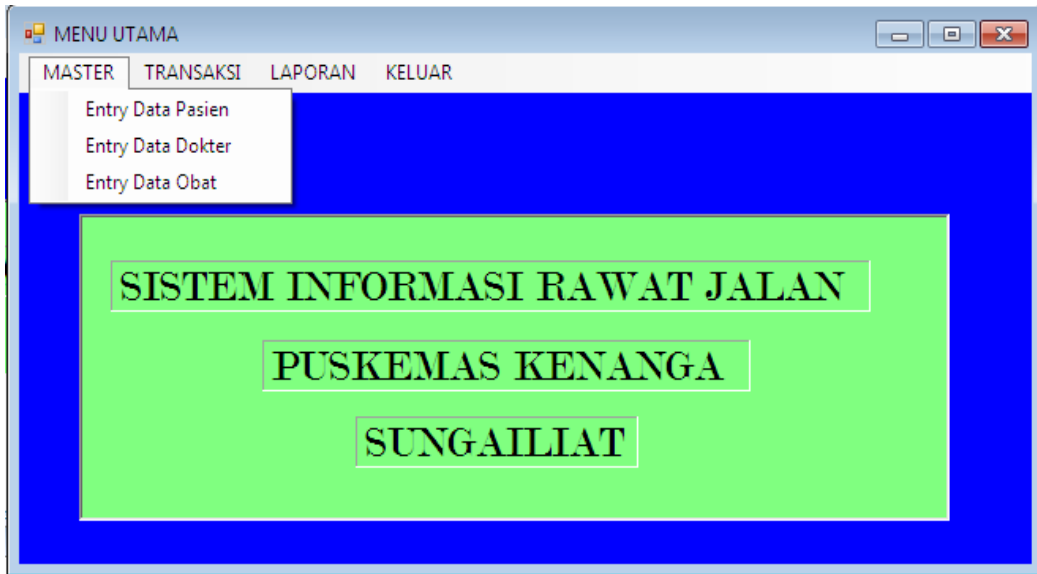 MENU UTAMA
MASTER TRANSAKSI LAPORAN KELUAR
Entry Data Pasien
Entry Data Dokter
Entry Data Obat
SISTEM INFORMASI RAWAT JALAN
PUSKEMAS KENANGA
SUNGAILIAT